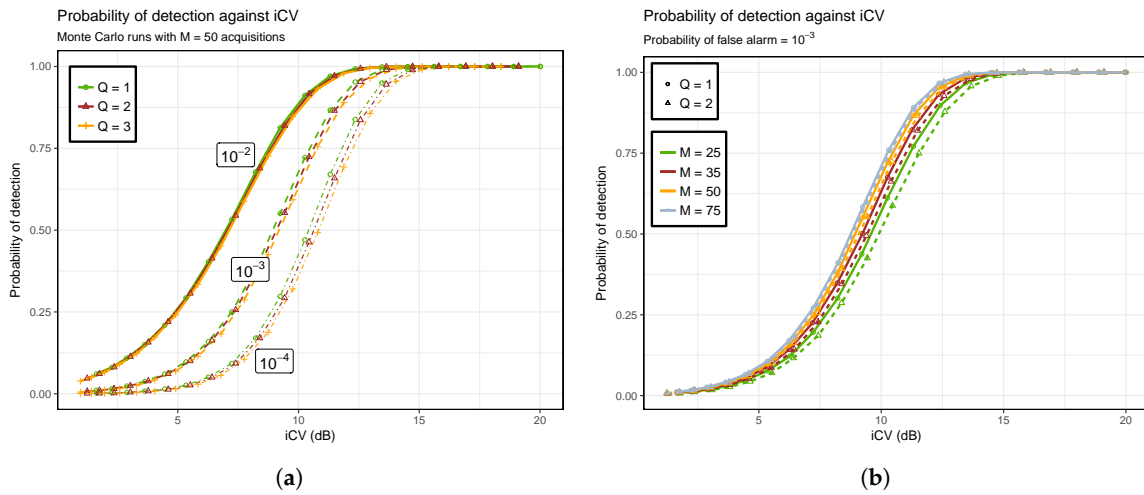 Probability of detection against iCV
Monte Carlo runs with M = 50 acquisitions
Probability of detection
1.00
0.75
0.50
0.25
0.00
Q = 1
Q = 2
Q = 3
10⁻²
10⁻³
10⁻⁴
5
10
15
20
iCV (dB)
(a)
Probability of detection against iCV
Probability of false alarm = 10⁻³
Probability of detection
1.00
0.75
0.50
0.25
0.00
Q = 1
Q = 2
M = 25
M = 35
M = 50
M = 75
5
10
15
20
iCV (dB)
(b)